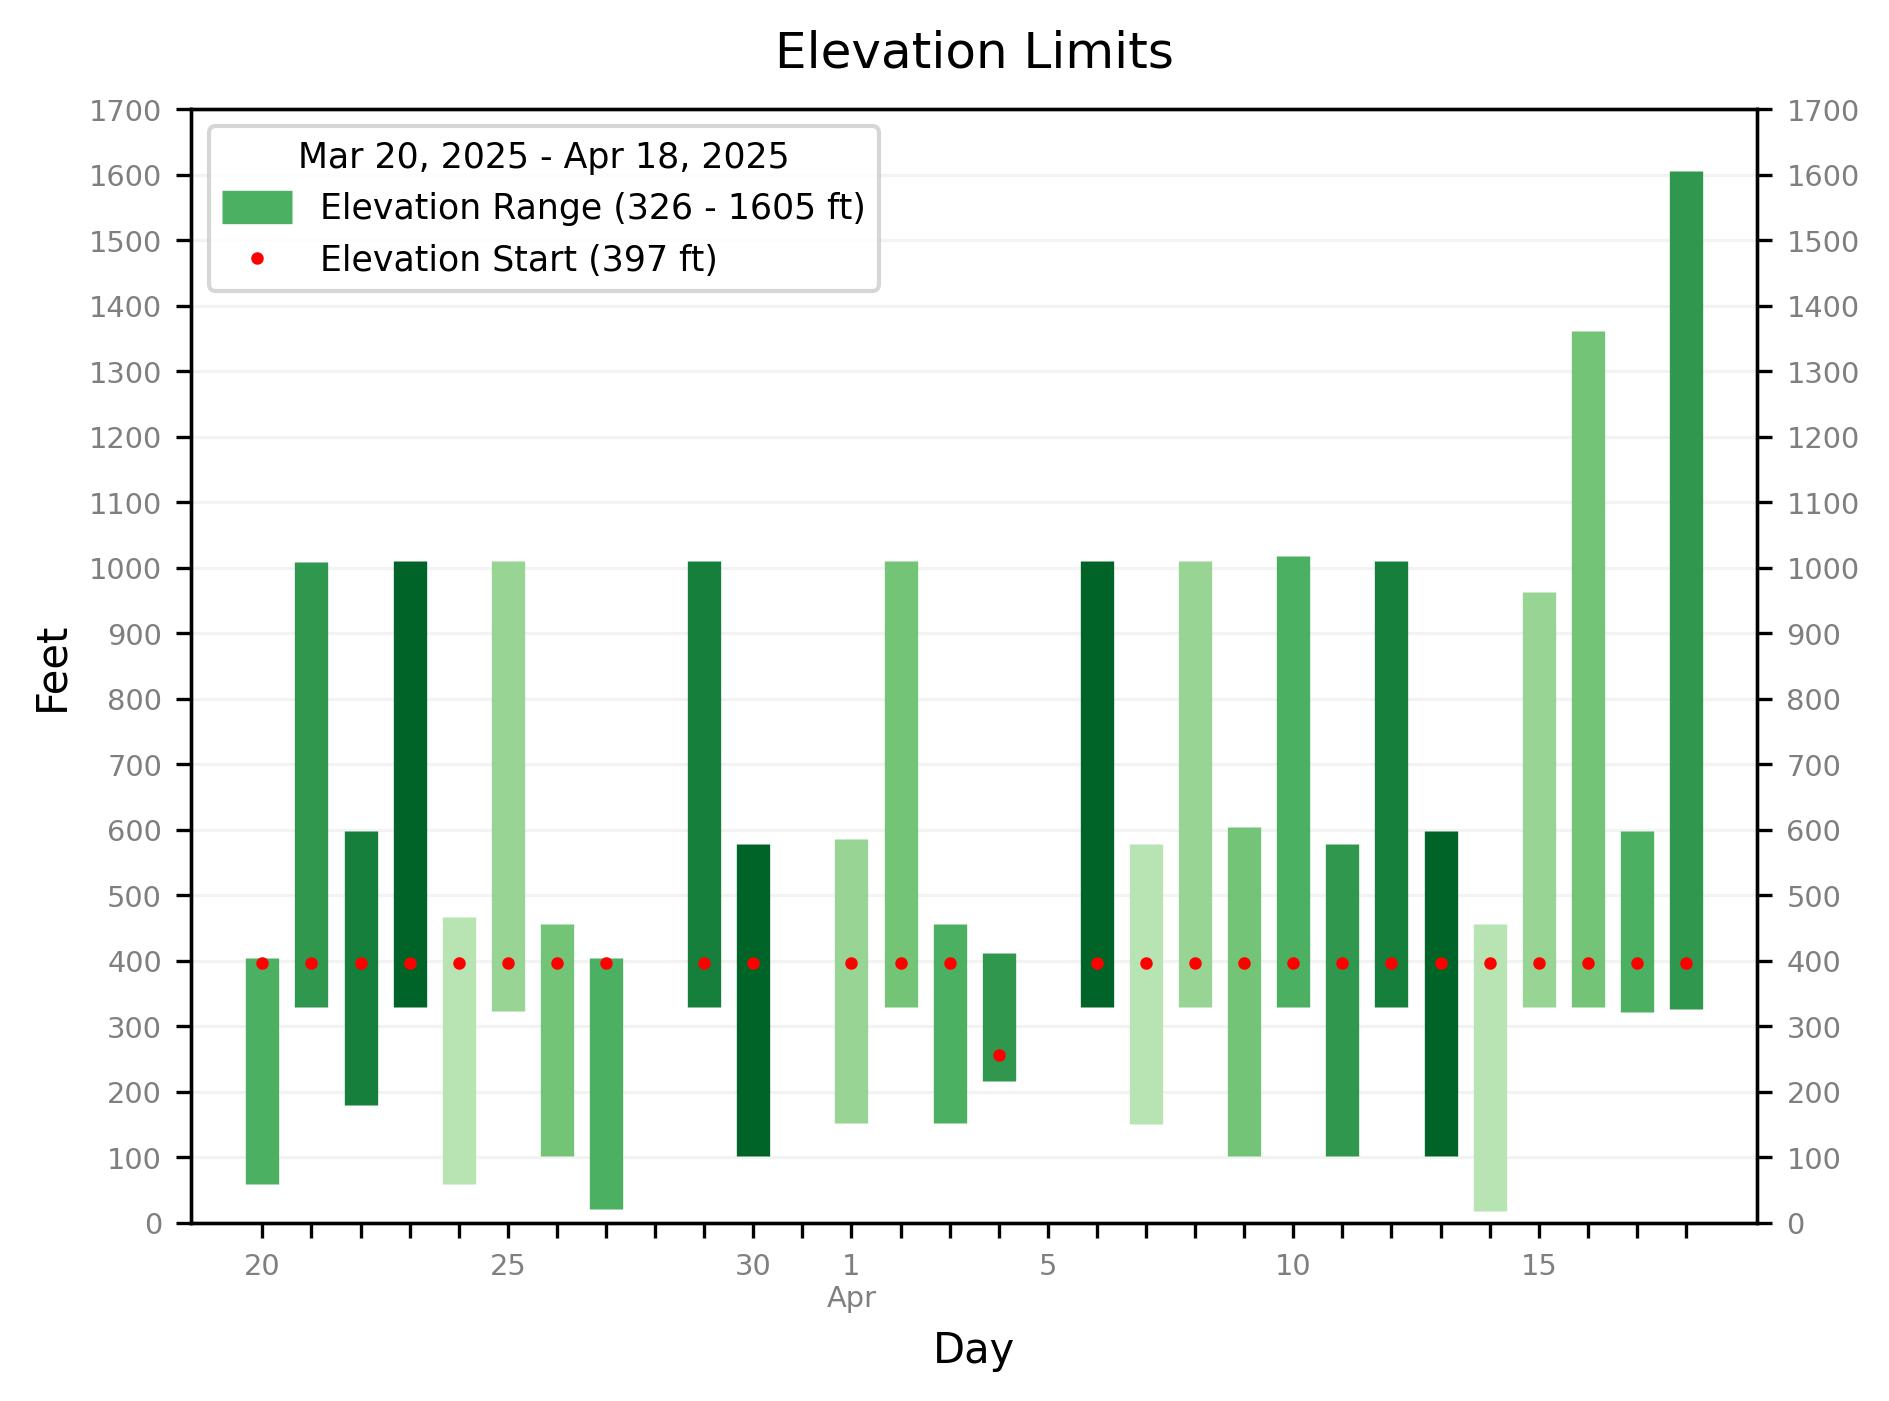 Elevation Limits
Mar 20, 2025 - Apr 18, 2025
Elevation Range (326 - 1605 ft)
Elevation Start (397 ft)
1700 1700
1600 1600
1500 1500
1400 1400
1300 1300
1200 1200
1100 1100
1000 1000
900 900
800 800
700 700
600 600
500 500
400 400
300 300
200 200
100 100
0 0
Feet
20 25 30 1 5 10 15
Apr
Day